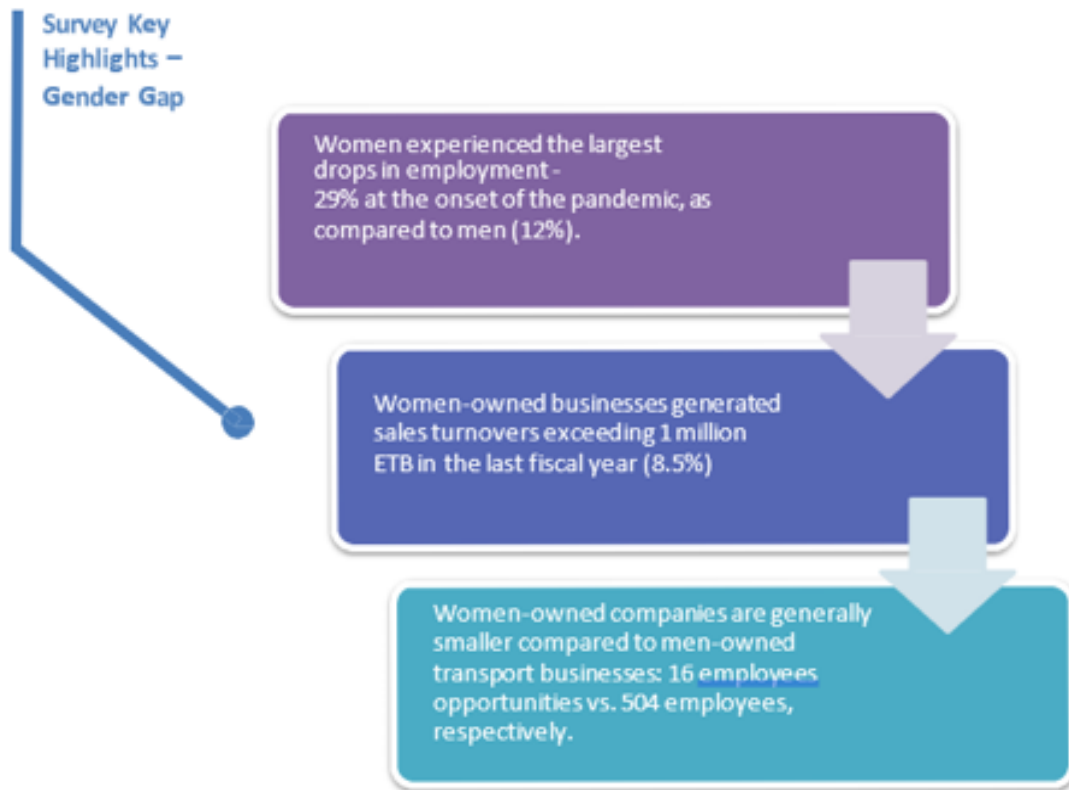 Survey Key
Highlights –
Gender Gap
Women experienced the largest
drops in employment -
29% at the onset of the pandemic, as
compared to men (12%).
Women-owned businesses generated
sales turnovers exceeding 1 million
ETB in the last fiscal year (8.5%)
Women-owned companies are generally
smaller compared to men-owned
transport businesses: 16 employees
opportunities vs. 504 employees,
respectively.